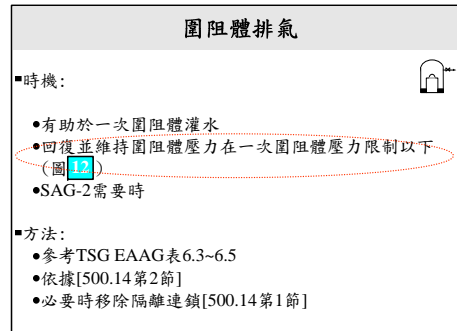 圍阻體排氣
▪時機:
●有助於一次圍阻體灌水
●回復並維持圍阻體壓力在一次圍阻體壓力限制以下
(圖12)
●SAG-2需要時
▪方法:
●參考TSG EAAG表6.3~6.5
●依據[500.14第2節]
●必要時移除隔離連鎖[500.14第1節]